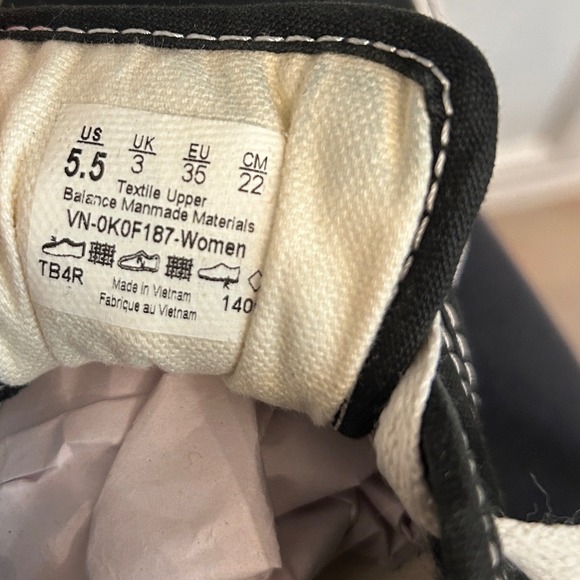 US UK EU CM
5.5 3 35 22
Textile Upper
Balance Manmade Materials
VN-0K0F187-Women
TB4R Made in Vietnam 140
Fabrique au Vietnam